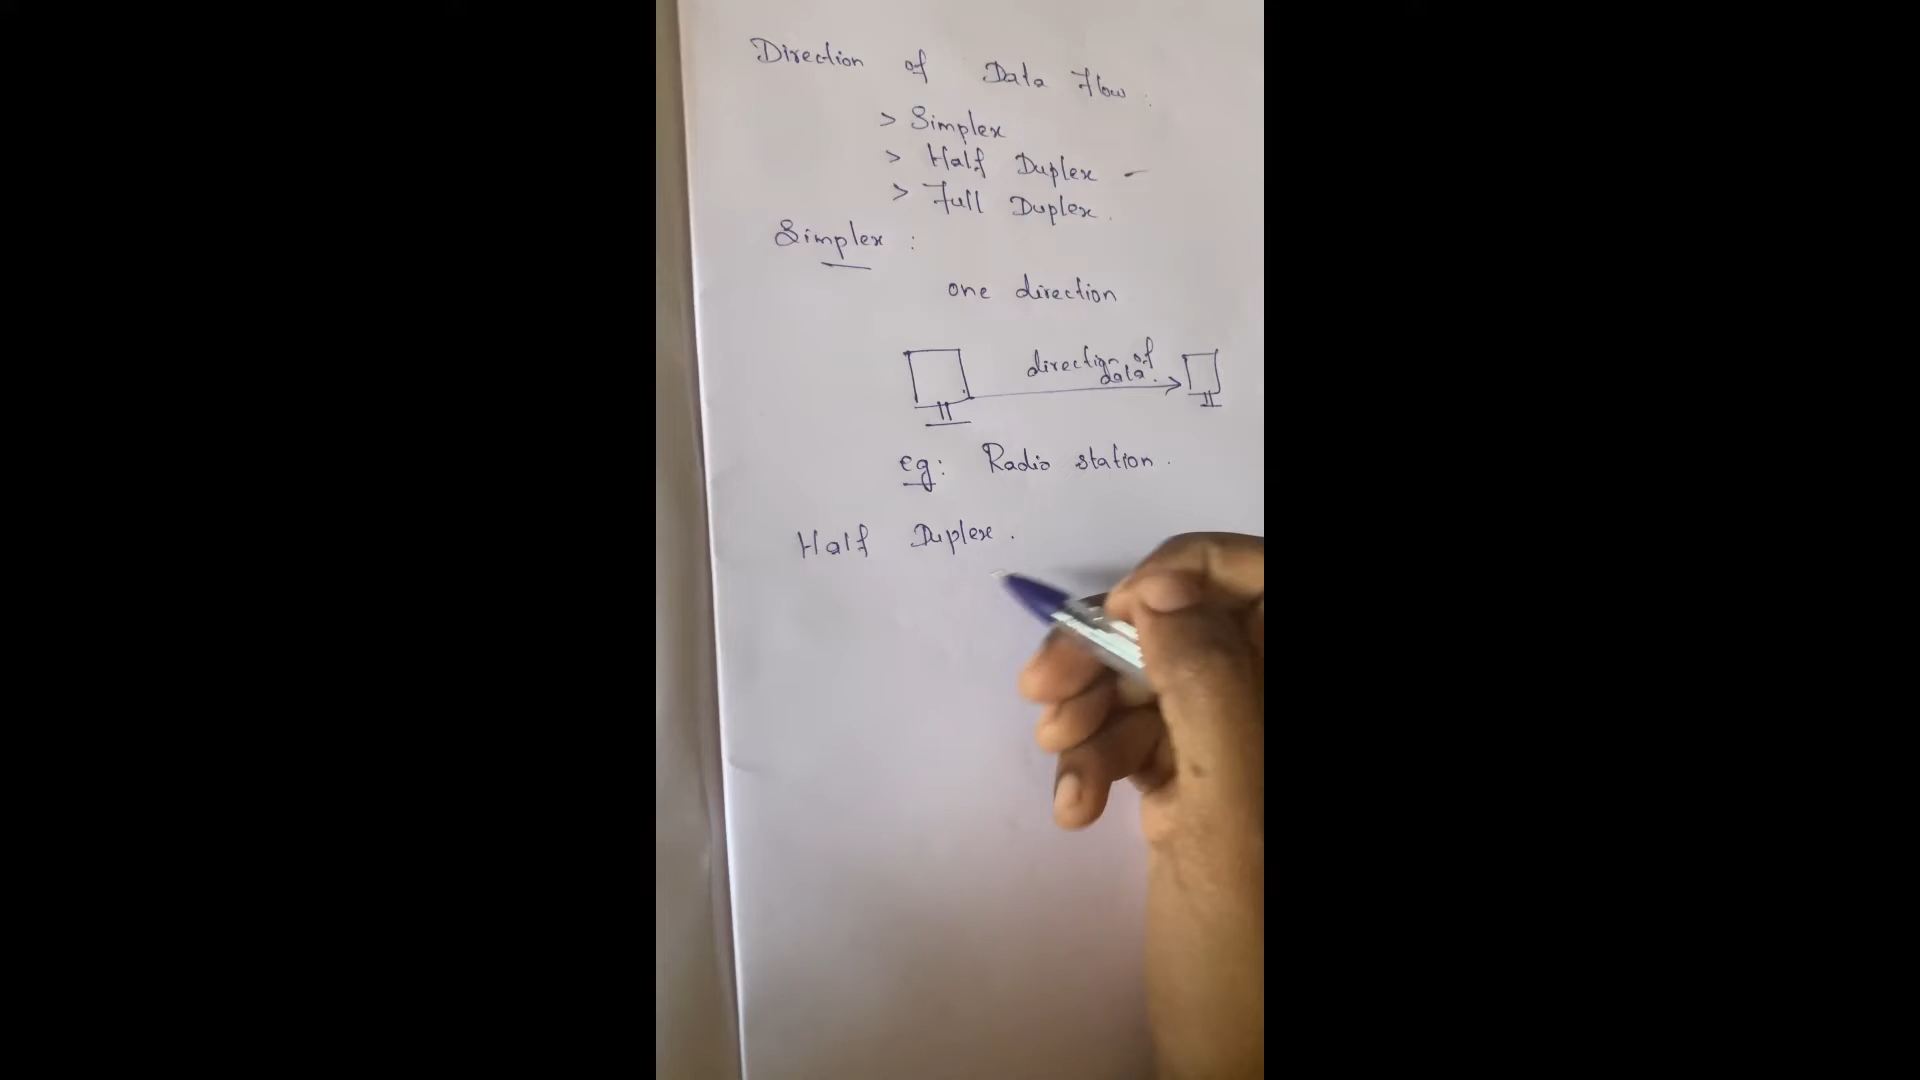 Direction of Data Flow:
> Simplex
> Half Duplex -
> Full Duplex.
Simplex :
one direction
direction of
data.
eg: Radio station.
Half Duplex.